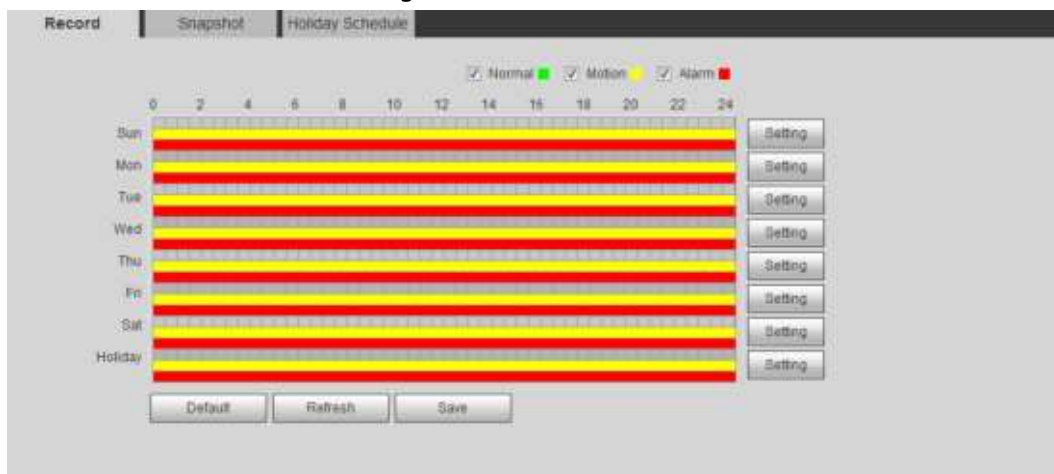 Record Snapshot Holiday Schedule
Normal Motion Alarm
0 2 4 6 8 10 12 14 16 18 20 22 24
Sun Setting
Mon Setting
Tue Setting
Wed Setting
Thu Setting
Fri Setting
Sat Setting
Holiday Setting
Default Refresh Save